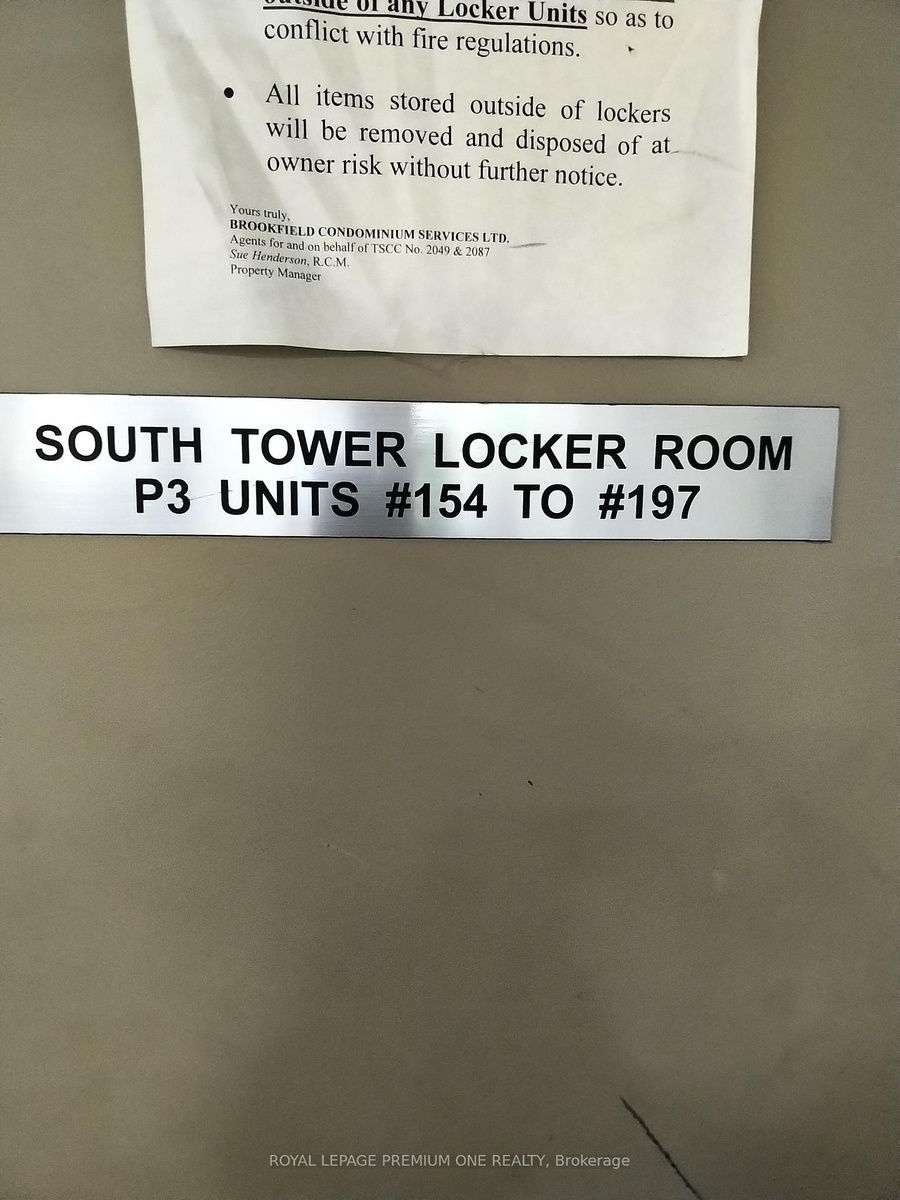 outside of any Locker Units so as to
conflict with fire regulations.
• All items stored outside of lockers
will be removed and disposed of at
owner risk without further notice.
Yours truly,
BROOKFIELD CONDOMINIUM SERVICES LTD.
Agents for and on behalf of TSCC No. 2049 & 2087
Sue Henderson, R.C.M.
Property Manager
SOUTH TOWER LOCKER ROOM
P3 UNITS #154 TO #197
ROYAL LEPAGE PREMIUM ONE REALTY, Brokerage